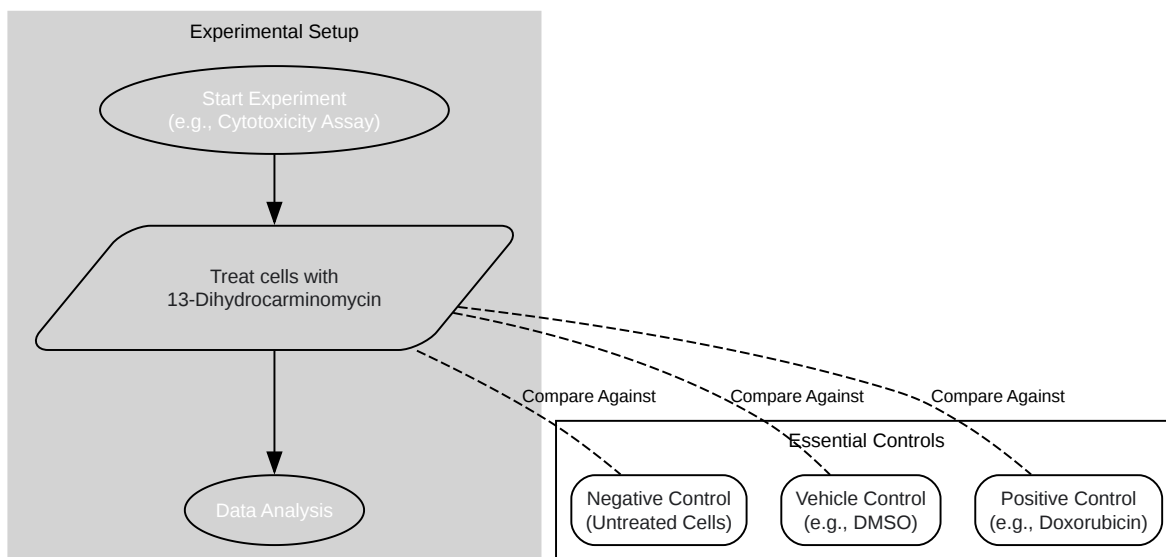 Experimental Setup
Start Experiment
(e.g., Cytotoxicity Assay)
Treat cells with
13-Dihydrocarminomycin
Compare Against
Compare Against
Compare Against
Essential Controls
Negative Control
(Untreated Cells)
Vehicle Control
(e.g., DMSO)
Positive Control
(e.g., Doxorubicin)
Data Analysis